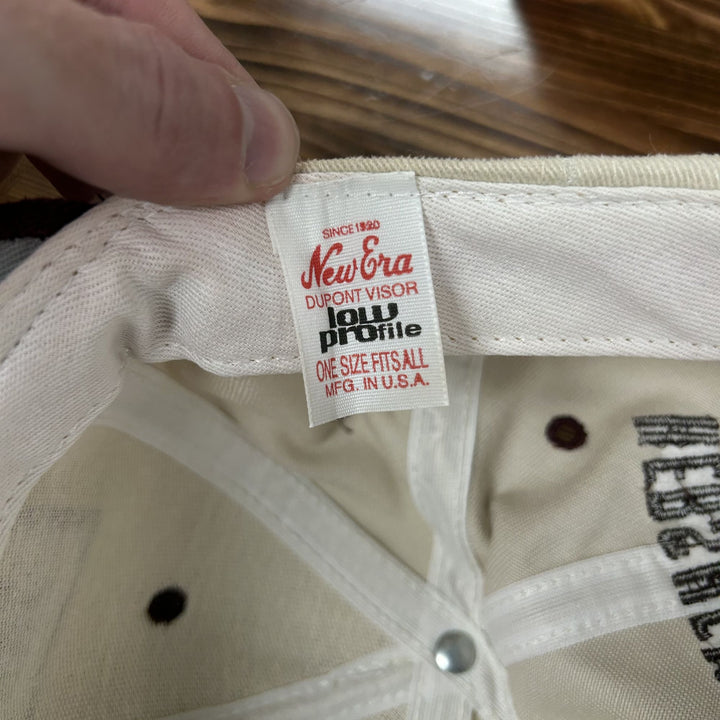 SINCE 1920
New Era
DUPONT VISOR
low
profile
ONE SIZE FITS ALL
MFG. IN U.S.A.